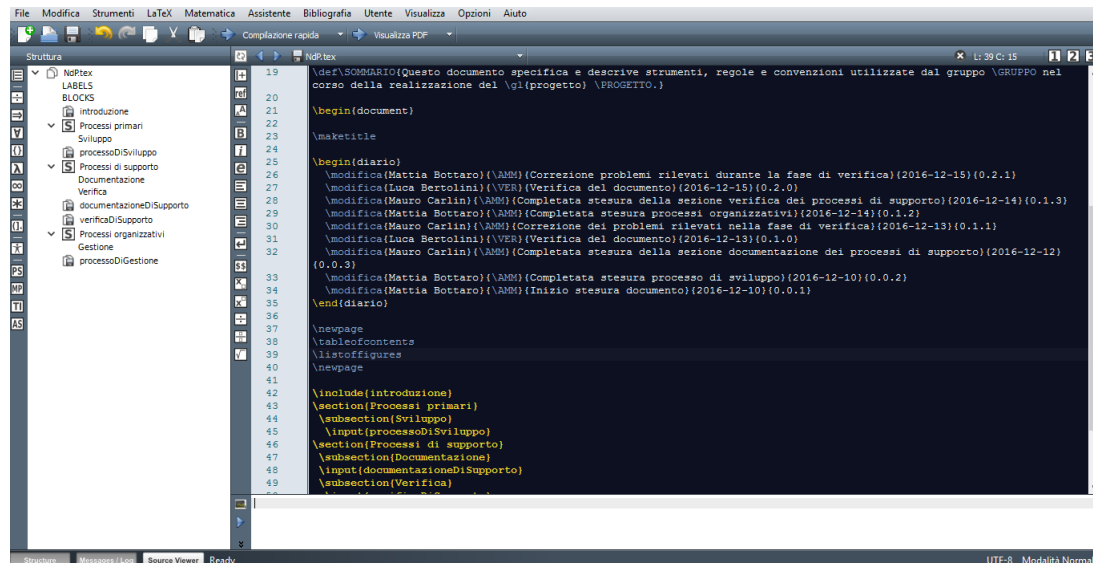 File Modifica Strumenti LaTeX Matematica Assistente Bibliografia Utente Visualizza Opzioni Aiuto
Compilazione rapida Visualizza PDF
Struttura
NdP.tex L: 39 C: 15 1 2 3
NdP.tex
LABELS
BLOCKS
introduzione
Processi primari
Sviluppo
processoDiSviluppo
Processi di supporto
Documentazione
Verifica
documentazioneDiSupporto
verificaDiSupporto
Processi organizzativi
Gestione
processoDiGestione
PS
MP
TI
AS
ref
19 \def\SOMMARIO{Questo documento specifica e descrive strumenti, regole e convenzioni utilizzate dal gruppo \GRUPPO nel
corso della realizzazione del \gl{progetto} \PROGETTO.}
20
21 \begin{document}
22
23 \maketitle
24
25 \begin{diario}
26 \modifica{Mattia Bottaro}{\AMM}{Correzione problemi rilevati durante la fase di verifica}{2016-12-15}{0.2.1}
27 \modifica{Luca Bertolini}{\VER}{Verifica del documento}{2016-12-15}{0.2.0}
28 \modifica{Mauro Carlin}{\AMM}{Completata stesura della sezione verifica dei processi di supporto}{2016-12-14}{0.1.3}
29 \modifica{Mattia Bottaro}{\AMM}{Completata stesura processi organizzativi}{2016-12-14}{0.1.2}
30 \modifica{Mauro Carlin}{\AMM}{Correzione dei problemi rilevati nella fase di verifica}{2016-12-13}{0.1.1}
31 \modifica{Luca Bertolini}{\VER}{Verifica del documento}{2016-12-13}{0.1.0}
32 \modifica{Mauro Carlin}{\AMM}{Completata stesura della sezione documentazione dei processi di supporto}{2016-12-12}
{0.0.3}
33 \modifica{Mattia Bottaro}{\AMM}{Completata stesura processo di sviluppo}{2016-12-10}{0.0.2}
34 \modifica{Mattia Bottaro}{\AMM}{Inizio stesura documento}{2016-12-10}{0.0.1}
35 \end{diario}
36
37 \newpage
38 \tableofcontents
39 \listoffigures
40 \newpage
41
42 \include{introduzione}
43 \section{Processi primari}
44 \subsection{Sviluppo}
45 \input{processoDiSviluppo}
46 \section{Processi di supporto}
47 \subsection{Documentazione}
48 \input{documentazioneDiSupporto}
49 \subsection{Verifica}
Structure Messages / Log Source Viewer Ready UTF-8 Modalità Normal